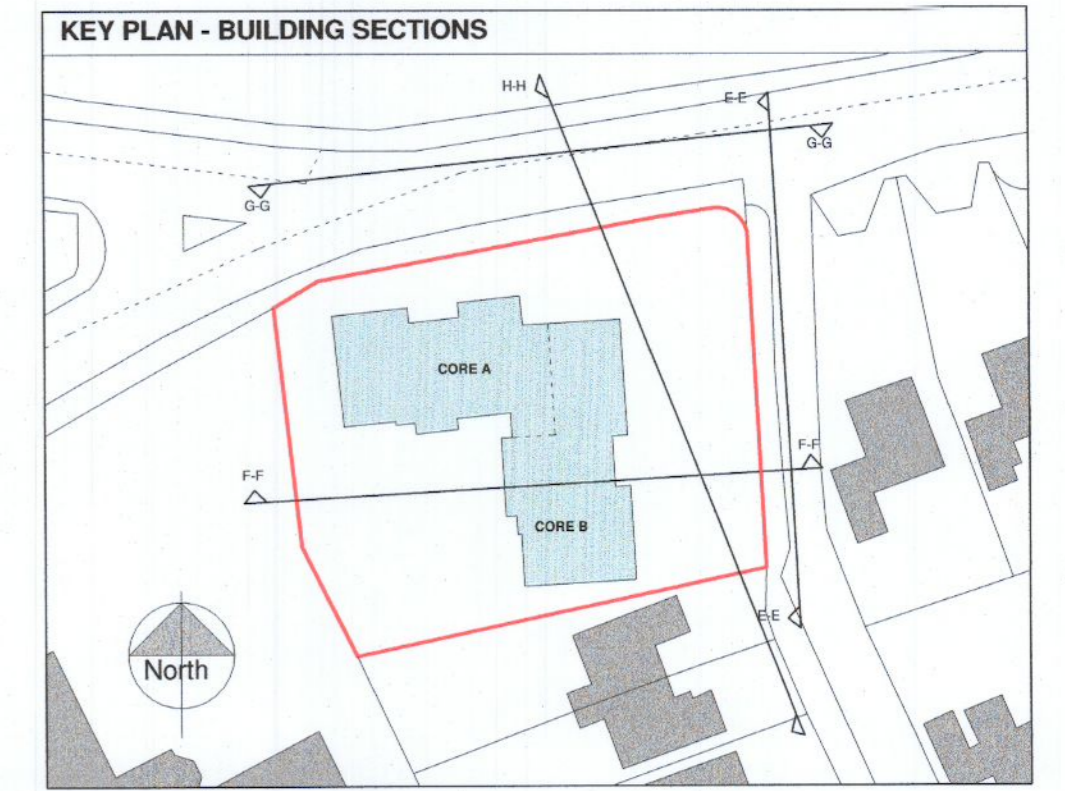 KEY PLAN - BUILDING SECTIONS
H-H
E-E
G-G
G-G
CORE A
F-F
F-F
CORE B
E-E
North